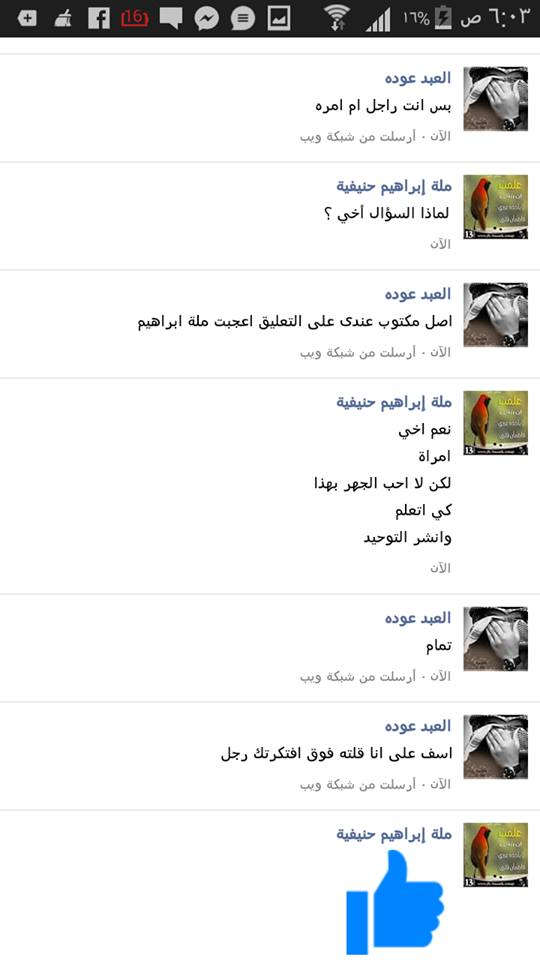 ٦:٠٣ ص ١٦%
16
العبد عوده
بس انت راجل ام امره
الآن · أرسلت من شبكة ويب
ملة إبراهيم حنيفية
لماذا السؤال أخي ؟
الآن
العبد عوده
اصل مكتوب عندى على التعليق اعجبت ملة ابراهيم
الآن · أرسلت من شبكة ويب
ملة إبراهيم حنيفية
نعم اخي
امراة
لكن لا احب الجهر بهذا
كي اتعلم
وانشر التوحيد
الآن
العبد عوده
تمام
الآن · أرسلت من شبكة ويب
العبد عوده
اسف على انا قلته فوق افتكرتك رجل
الآن · أرسلت من شبكة ويب
ملة إبراهيم حنيفية